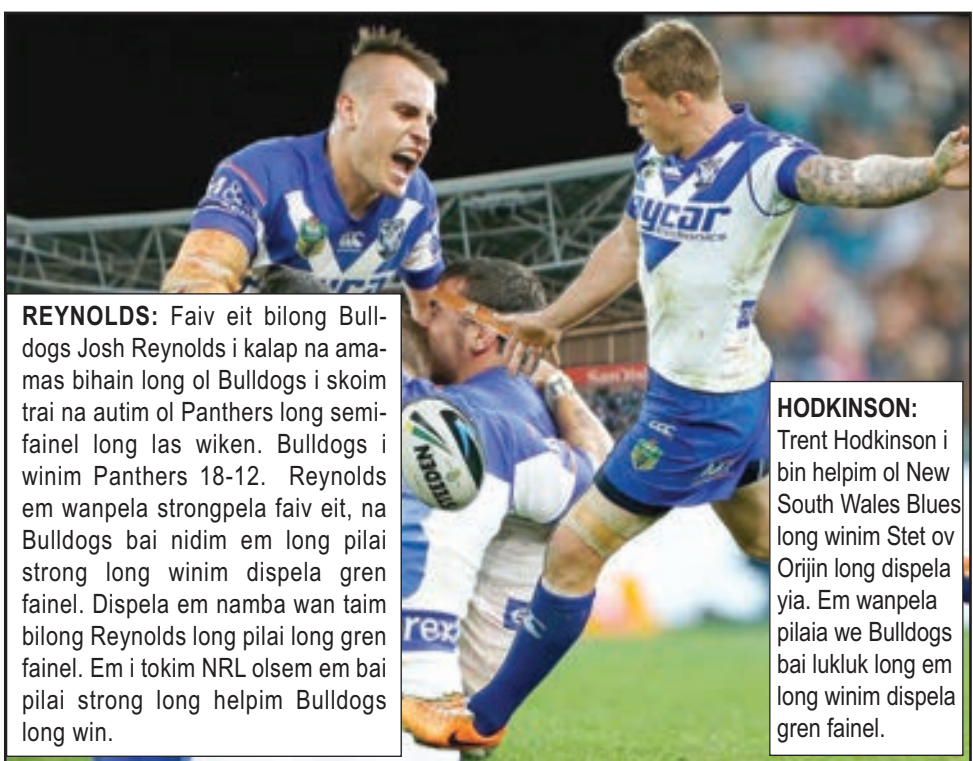 REYNOLDS: Faiv eit bilong Bull-
dogs Josh Reynolds i kalap na ama-
mas bihain long ol Bulldogs i skoim
trai na autim ol Panthers long semi-
fainel long las wiken. Bulldogs i
winim Panthers 18-12. Reynolds
em wanpela strongpela faiv eit, na
Bulldogs bai nidim em long pilai
strong long winim dispela gren
fainel. Dispela em namba wan taim
bilong Reynolds long pilai long gren
fainel. Em i tokim NRL olsem em bai
pilai strong long helpim Bulldogs
long win.
HODKINSON:
Trent Hodkinson i
bin helpim ol New
South Wales Blues
long winim Stet ov
Orijin long dispela
yia. Em wanpela
pilaia we Bulldogs
bai lukluk long em
long winim dispela
gren fainel.
ycar
STEEDEN
rex
CCC